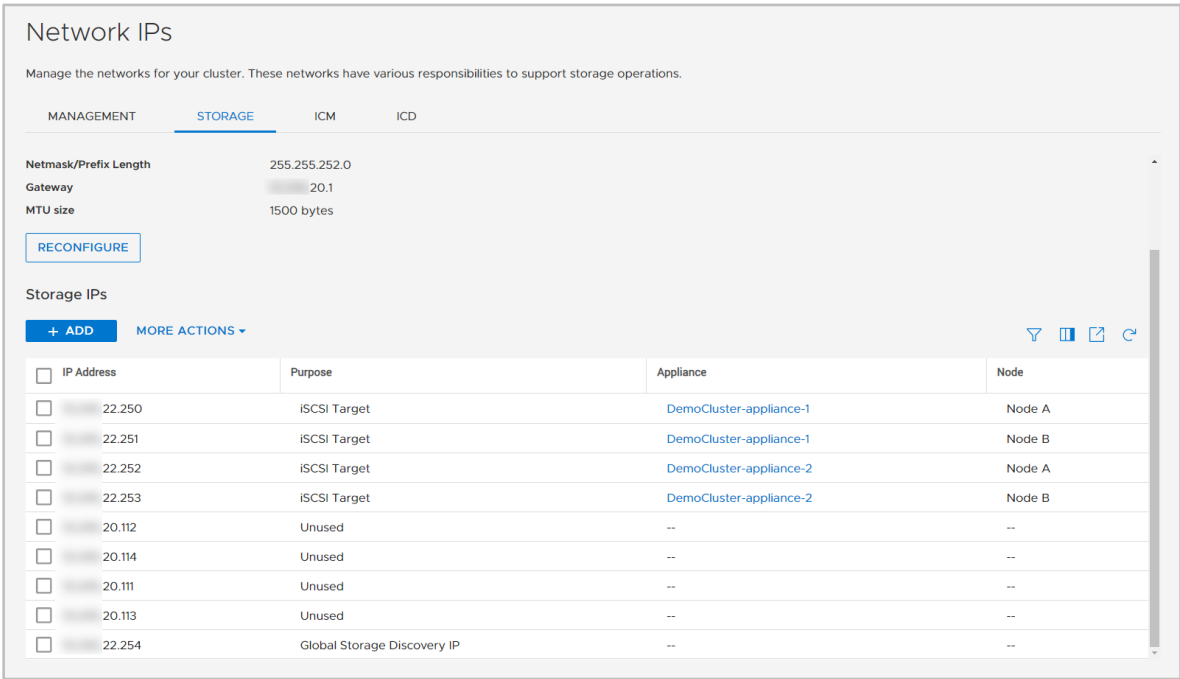 Network IPs
Manage the networks for your cluster. These networks have various responsibilities to support storage operations.
MANAGEMENT STORAGE ICM ICD
Netmask/Prefix Length 255.255.252.0
Gateway 20.1
MTU size 1500 bytes
RECONFIGURE
Storage IPs
+ ADD MORE ACTIONS
IP Address Purpose Appliance Node
22.250 iSCSI Target DemoCluster-appliance-1 Node A
22.251 iSCSI Target DemoCluster-appliance-1 Node B
22.252 iSCSI Target DemoCluster-appliance-2 Node A
22.253 iSCSI Target DemoCluster-appliance-2 Node B
20.112 Unused -- --
20.114 Unused -- --
20.111 Unused -- --
20.113 Unused -- --
22.254 Global Storage Discovery IP -- --